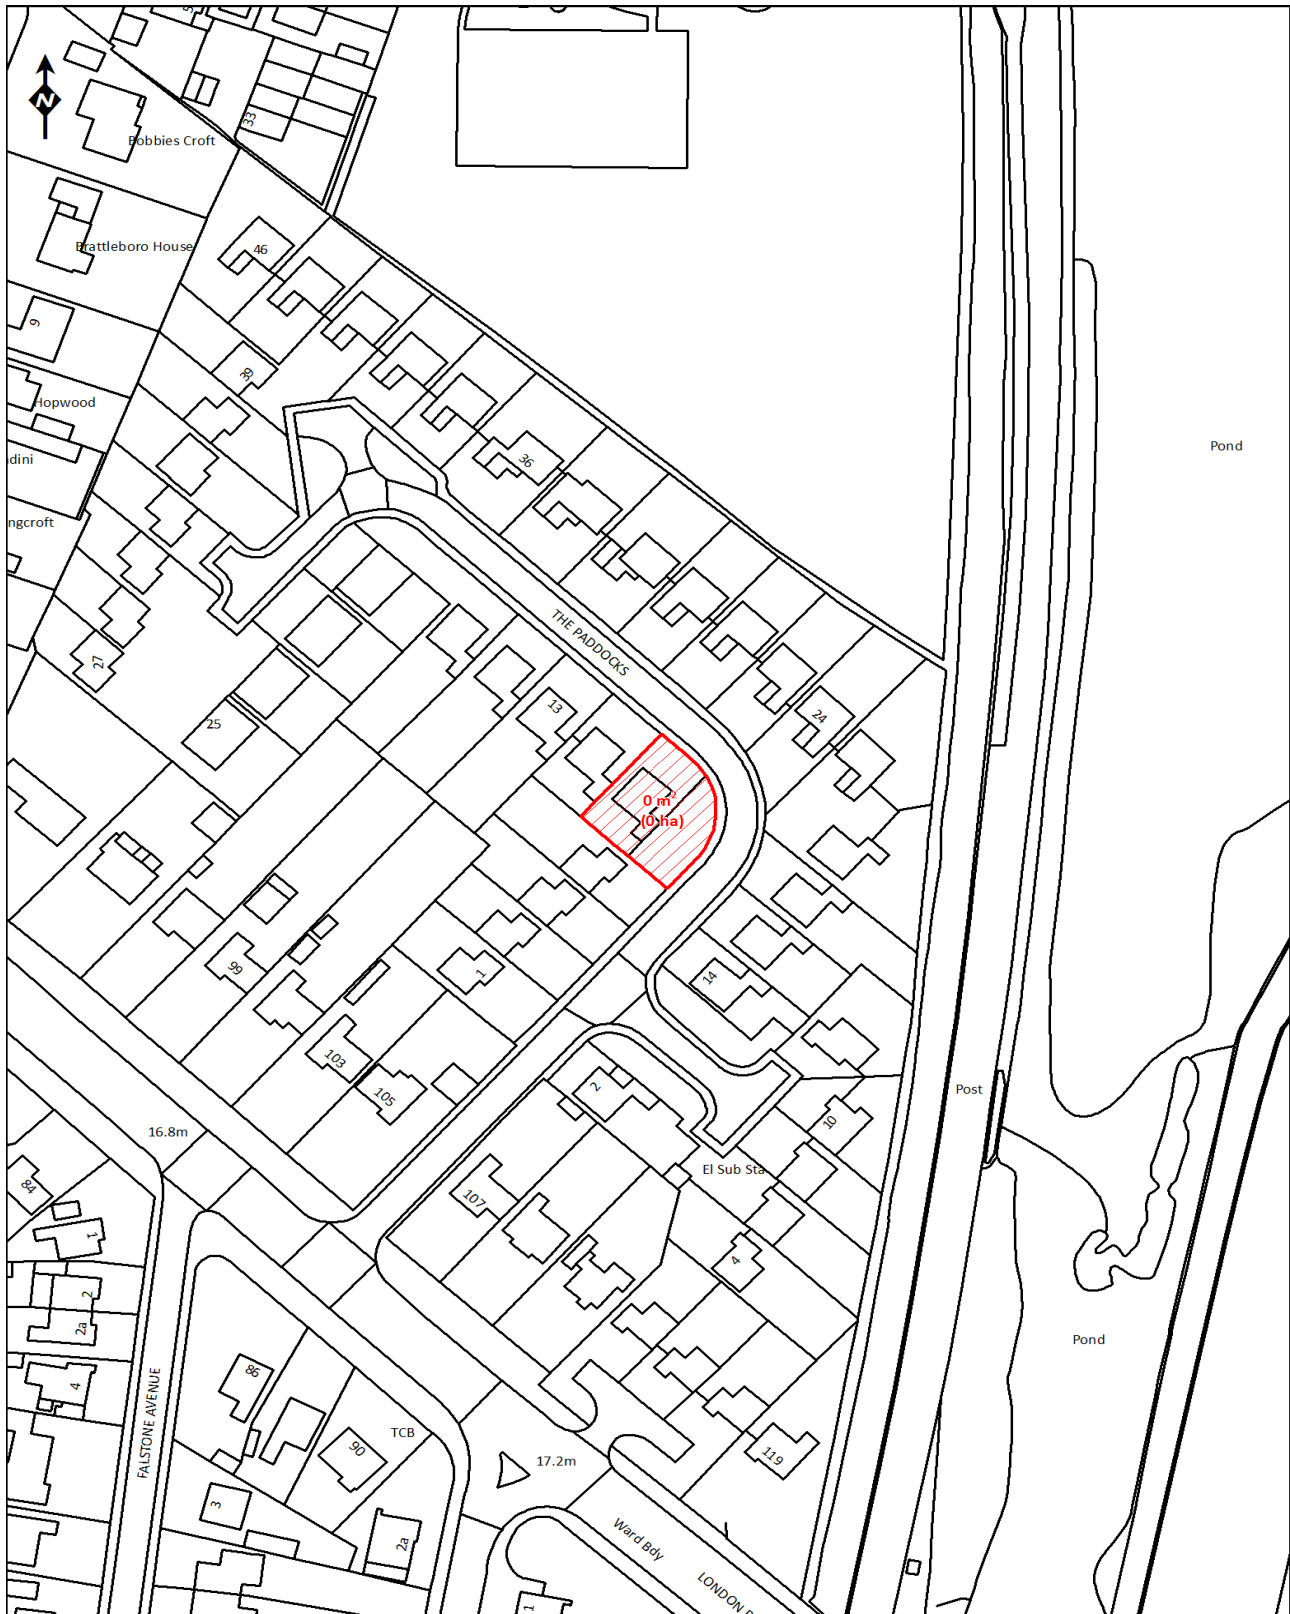 N
33
Bobbies Croft
46
Brattleboro House
9
39
Hopwood
36
Pond
dini
ngcroft
THE PADDOCKS
27
13
24
25
0 m²
(0 ha)
99
1
14
103
105
2
Post
10
16.8m
El Sub Sta
84
107
1
4
2
2a
Pond
86
4
FALSTONE AVENUE
TCB
90
17.2m
119
3
2a
Ward Bdy
LONDON
1